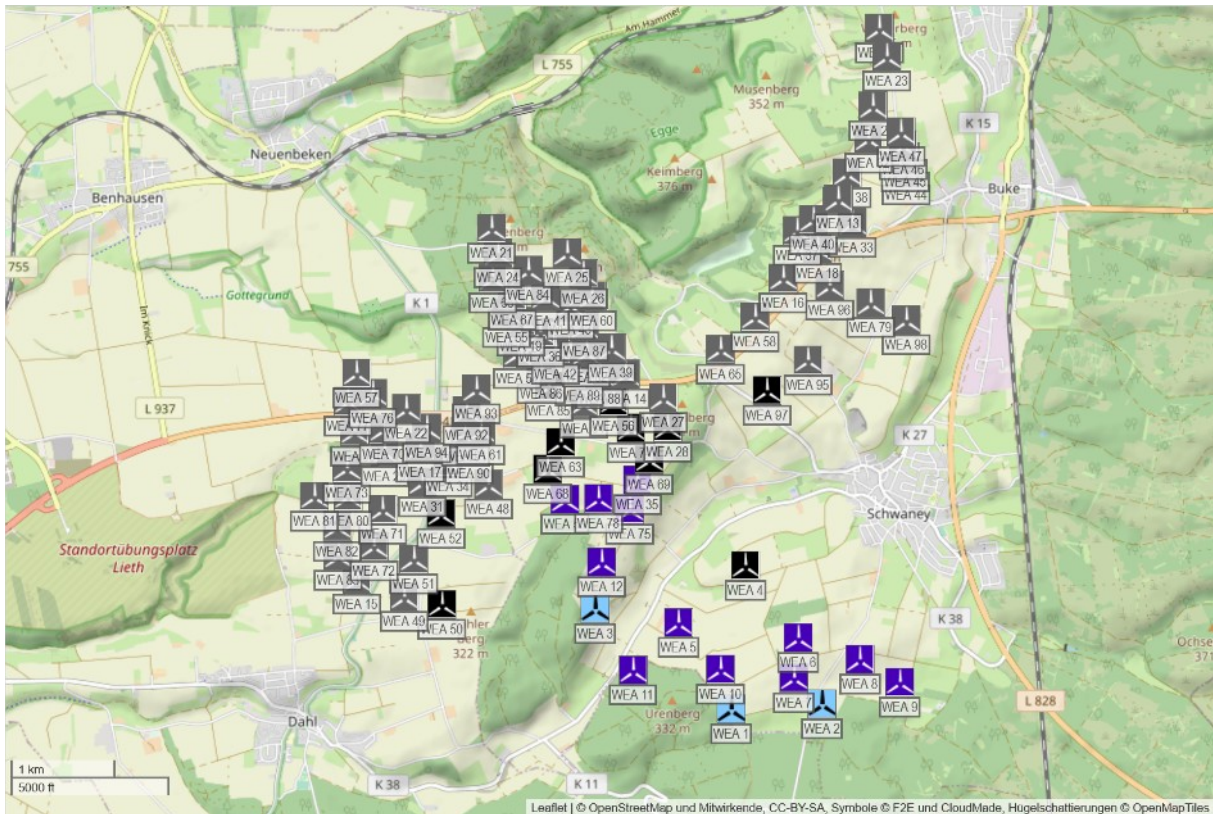 Am Hammer
L 755
Musenberg
352 m
WEA 23
K 15
Neuenbeken
Egge
WEA 2
WEA 47
WEA 46
WEA 45
WEA 44
Keimberg
376 m
Benhausen
Buke
38
WEA 13
WEA 33
WEA 40
WEA 21
WEA 25
WEA 18
755
WEA 24
WEA 84
WEA 26
WEA 16
WEA 96
Gottegrund
K 1
Im Knick
WEA 67
WEA 60
WEA 79
WEA 55
WEA 58
WEA 98
WEA 87
WEA 65
WEA 42
WEA 39
WEA 95
WEA 57
WEA 86
WEA 89
88
14
WEA 97
L 937
WEA 76
WEA 93
WEA 85
WEA 22
WEA 92
WEA 56
WEA 27
K 27
WEA 94
WEA 61
WEA 28
WEA 17
WEA 90
WEA 63
WEA 73
WEA 69
WEA 31
WEA 48
WEA 68
WEA 35
Schwaney
WEA 81
WEA 80
WEA 78
WEA 71
WEA 52
WEA 75
Standortübungsplatz
Lieth
WEA 82
WEA 72
WEA 51
WEA 12
WEA 4
WEA 15
WEA 49
WEA 50
322 m
WEA 3
K 38
WEA 5
WEA 6
WEA 11
WEA 10
WEA 7
WEA 8
WEA 9
L 828
Urenberg
332 m
WEA 1
WEA 2
Dahl
1 km
5000 ft
K 38
K 11
Leaflet | © OpenStreetMap und Mitwirkende, CC-BY-SA, Symbole © F2E und CloudMade, Hügelschattierungen © OpenMapTiles